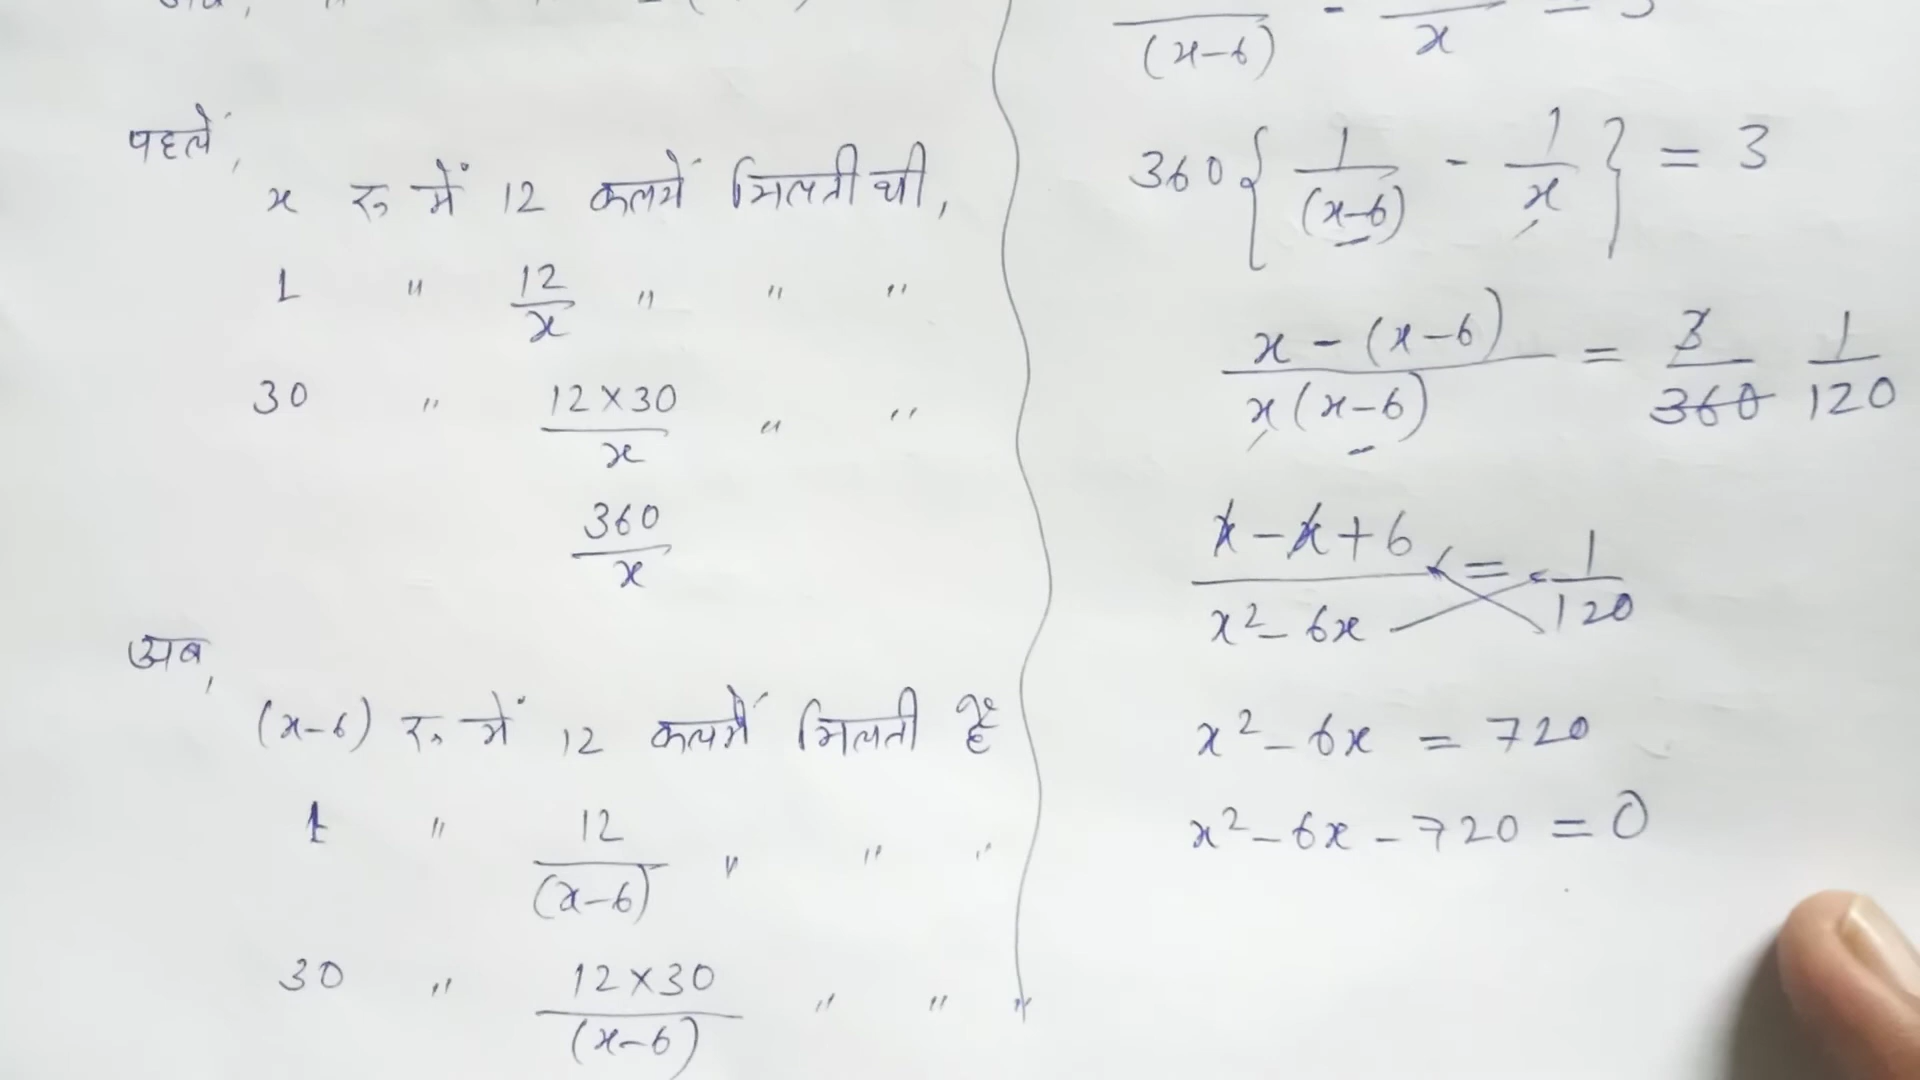 पहले,
x रु में 12 कलमें मिलती थी,
1 " 12/x " " "
30 " 12×30/x " "
360/x
अब,
(x-6) रु में 12 कलमें मिलती है
1 " 12/(x-6) " " "
30 " 12×30/(x-6) " " "
(x-6) - x =
360{1/(x-6) - 1/x} = 3
x-(x-6)/x(x-6) = 3/360 1/120
x-x+6/x²-6x = 1/120
x²-6x = 720
x²-6x-720 = 0